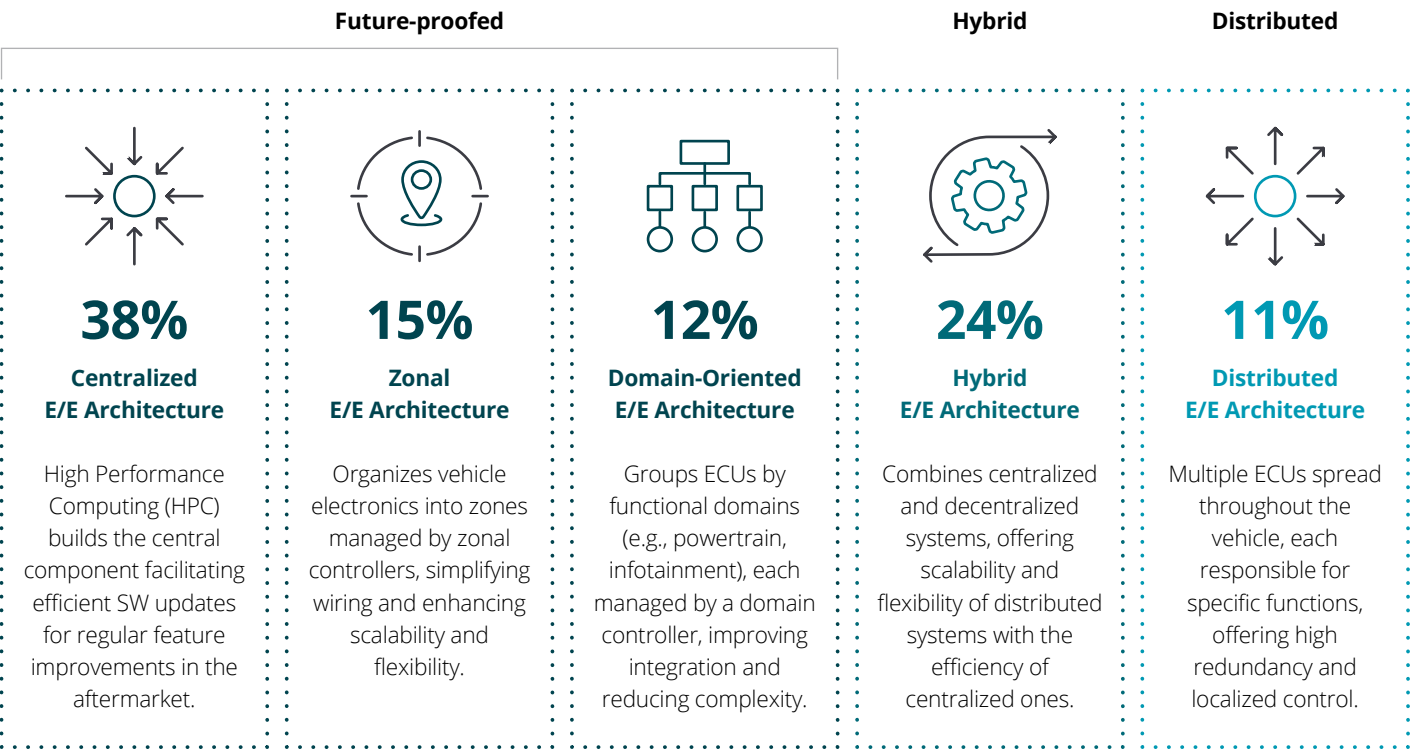 Future-proofed
Hybrid
Distributed
38%
Centralized
E/E Architecture
High Performance
Computing (HPC)
builds the central
component facilitating
efficient SW updates
for regular feature
improvements in the
aftermarket.
15%
Zonal
E/E Architecture
Organizes vehicle
electronics into zones
managed by zonal
controllers, simplifying
wiring and enhancing
scalability and
flexibility.
12%
Domain-Oriented
E/E Architecture
Groups ECUs by
functional domains
(e.g., powertrain,
infotainment), each
managed by a domain
controller, improving
integration and
reducing complexity.
24%
Hybrid
E/E Architecture
Combines centralized
and decentralized
systems, offering
scalability and
flexibility of distributed
systems with the
efficiency of
centralized ones.
11%
Distributed
E/E Architecture
Multiple ECUs spread
throughout the
vehicle, each
responsible for
specific functions,
offering high
redundancy and
localized control.